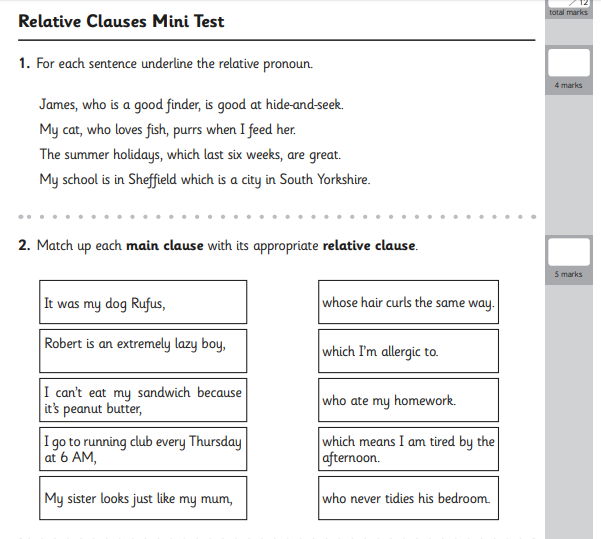 Relative Clauses Mini Test
/12
total marks
1. For each sentence underline the relative pronoun.
4 marks
James, who is a good finder, is good at hide-and-seek.
My cat, who loves fish, purrs when I feed her.
The summer holidays, which last six weeks, are great.
My school is in Sheffield which is a city in South Yorkshire.
2. Match up each main clause with its appropriate relative clause.
5 marks
It was my dog Rufus,
whose hair curls the same way.
Robert is an extremely lazy boy,
which I'm allergic to.
I can't eat my sandwich because
it's peanut butter,
who ate my homework.
I go to running club every Thursday
at 6 AM,
which means I am tired by the
afternoon.
My sister looks just like my mum,
who never tidies his bedroom.